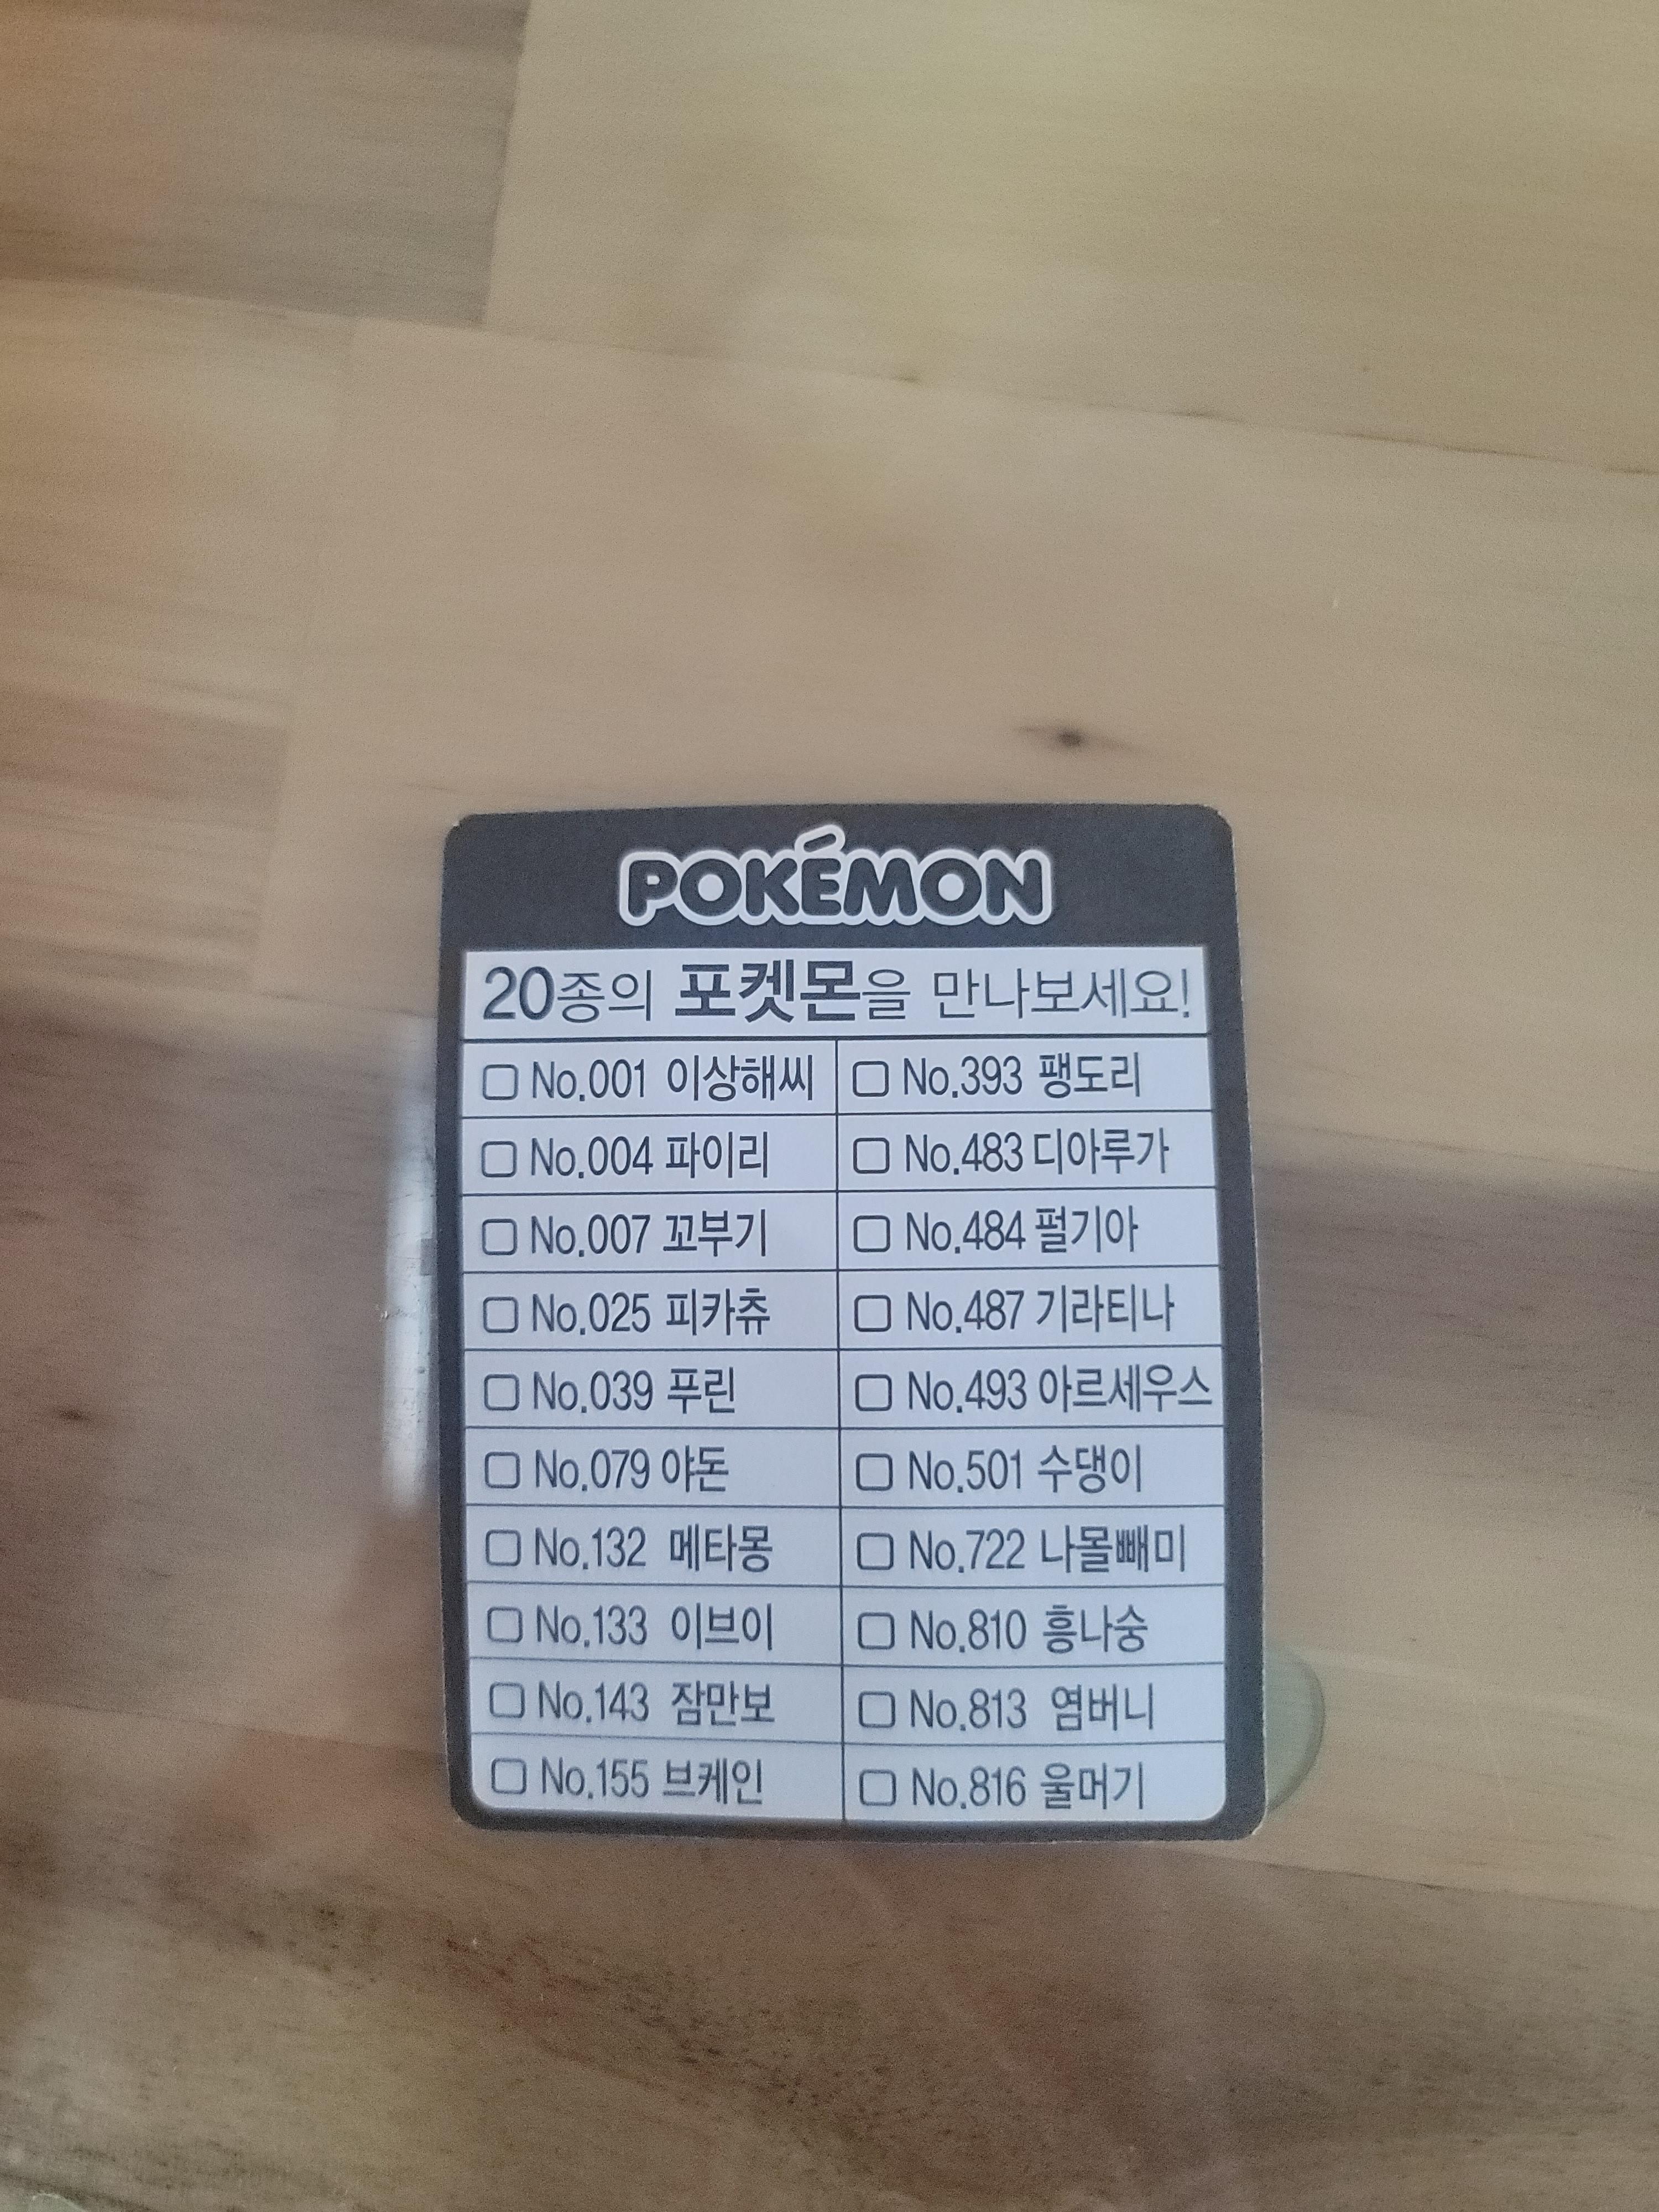 POKÉMON
20종의 포켓몬을 만나보세요!
No.001 이상해씨
No.004 파이리
No.007 꼬부기
No.025 피카츄
No.039 푸린
No.079 야돈
No.132 메타몽
No.133 이브이
No.143 잠만보
No.155 브케인
No.393 팽도리
No.483 디아루가
No.484 펄기아
No.487 기라티나
No.493 아르세우스
No.501 수댕이
No.722 나몰빼미
No.810 흥나숭
No.813 염버니
No.816 울머기